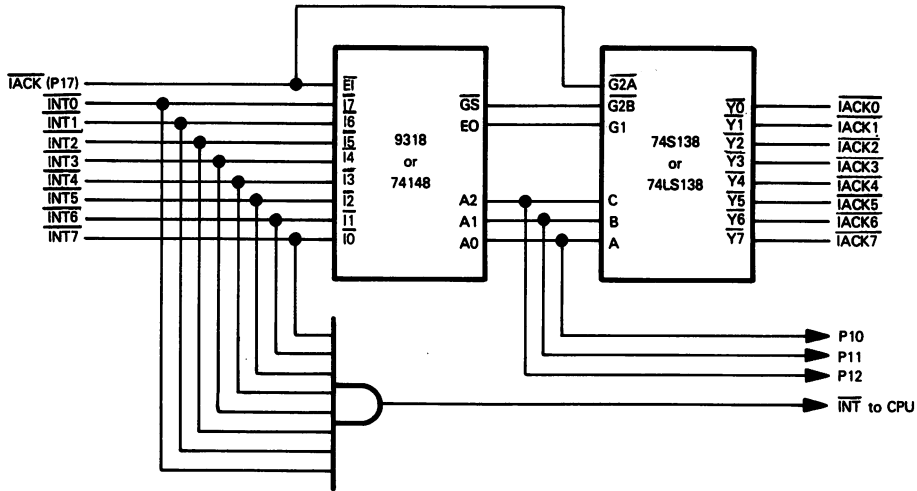 IACK (P17)
INT0
INT1
INT2
INT3
INT4
INT5
INT6
INT7
EI
I7
I6
I5
I4
I3
I2
I1
I0
9318
or
74148
GS
EO
A2
A1
A0
G2A
G2B
G1
C
B
A
74S138
or
74LS138
Y0
Y1
Y2
Y3
Y4
Y5
Y6
Y7
IACK0
IACK1
IACK2
IACK3
IACK4
IACK5
IACK6
IACK7
P10
P11
P12
INT to CPU